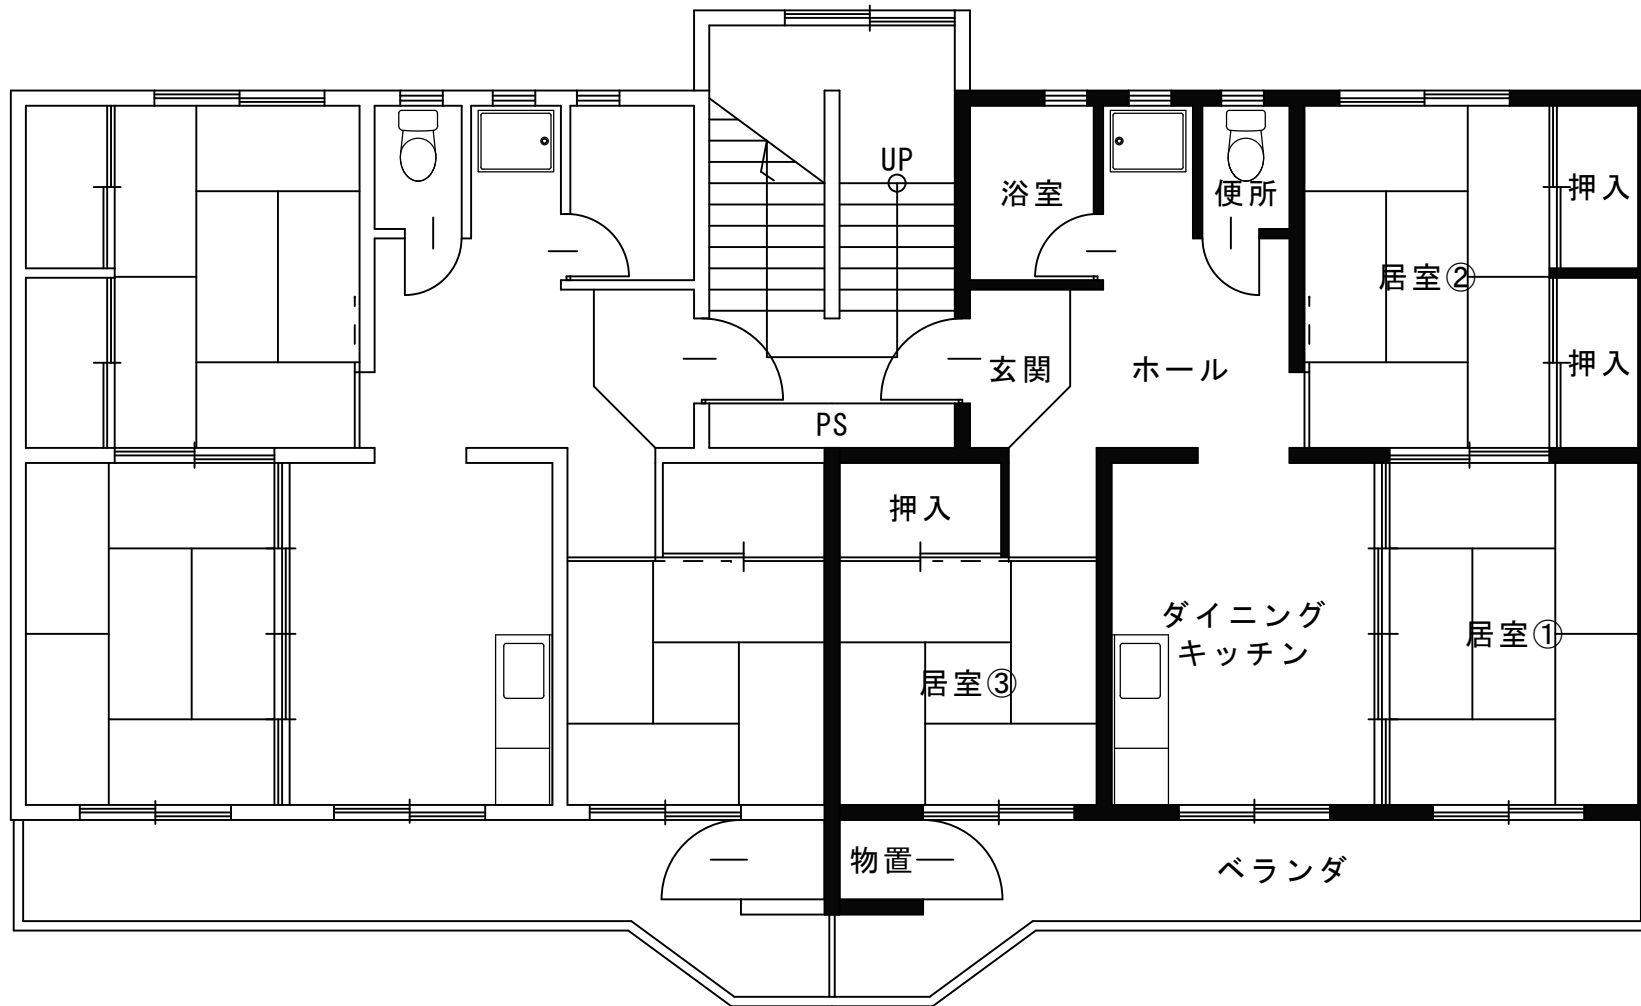 UP
浴室
便所
押入
居室②
玄関
ホール
押入
PS
押入
ダイニング
キッチン
居室①
居室③
物置
ベランダ